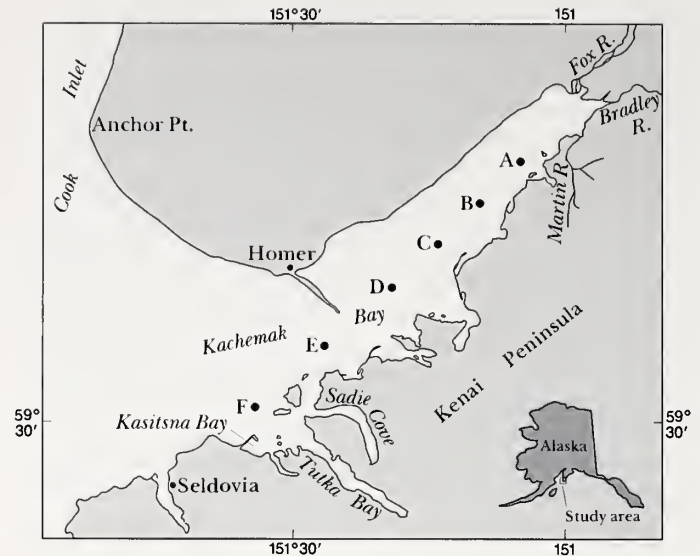 151°30′
151
Inlet
Cook
Anchor Pt.
Fox R.
Bradley
R.
Martin R.
A
B
C
D
E
F
Homer
Kachemak
Bay
Kenai
Peninsula
59°
30′
59°
30′
Sadie
Cove
Kasitsna Bay
Tutka
Bay
Seldovia
Alaska
Study area
151°30′
151